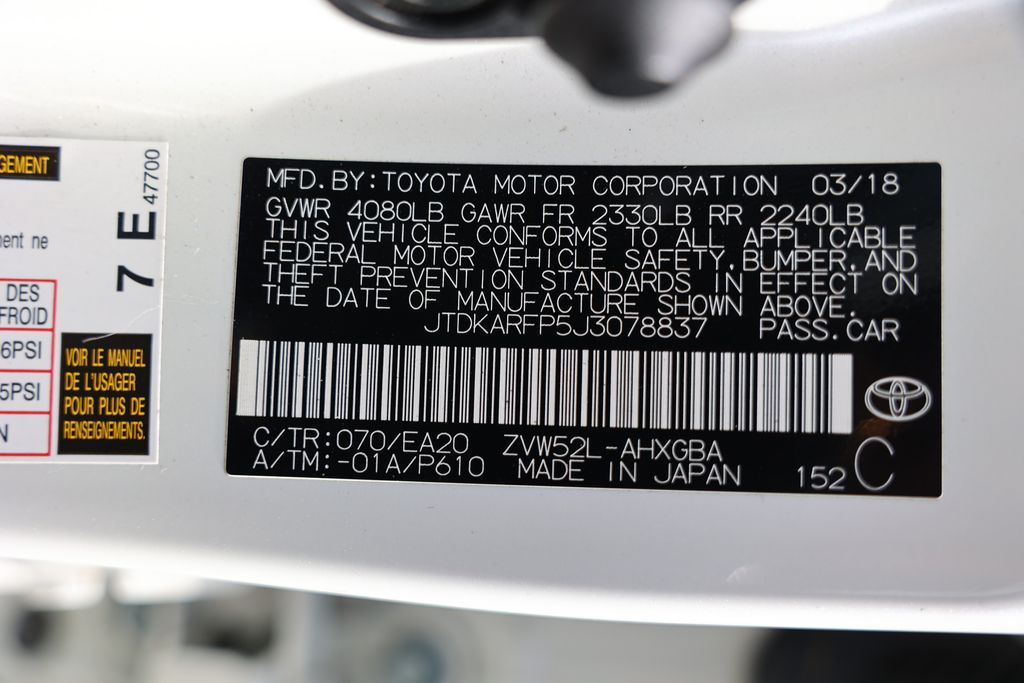 GEMENT
47700
7 E
ment ne
DES
FROID
6PSI
5PSI
N
VOIR LE MANUEL
DE L'USAGER
POUR PLUS DE
RENSEIGNEMENTS.
MFD.BY:TOYOTA MOTOR CORPORATION 03/18
GVWR 4080LB GAWR FR 2330LB RR 2240LB
THIS VEHICLE CONFORMS TO ALL APPLICABLE
FEDERAL MOTOR VEHICLE SAFETY,BUMPER,AND
THEFT PREVENTION STANDARDS IN EFFECT ON
THE DATE OF MANUFACTURE SHOWN ABOVE.
JTDKARFP5J3078837 PASS.CAR
C/TR:070/EA20 ZVW52L-AHXGBA
A/TM:-01A/P610 MADE IN JAPAN 152 C